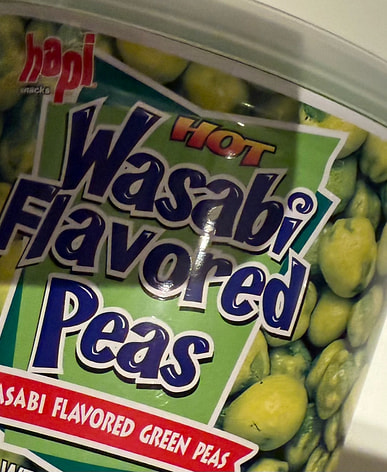 hapi
snacks
HOT
Wasabi
Flavored
Peas
ASABI FLAVORED GREEN PEAS